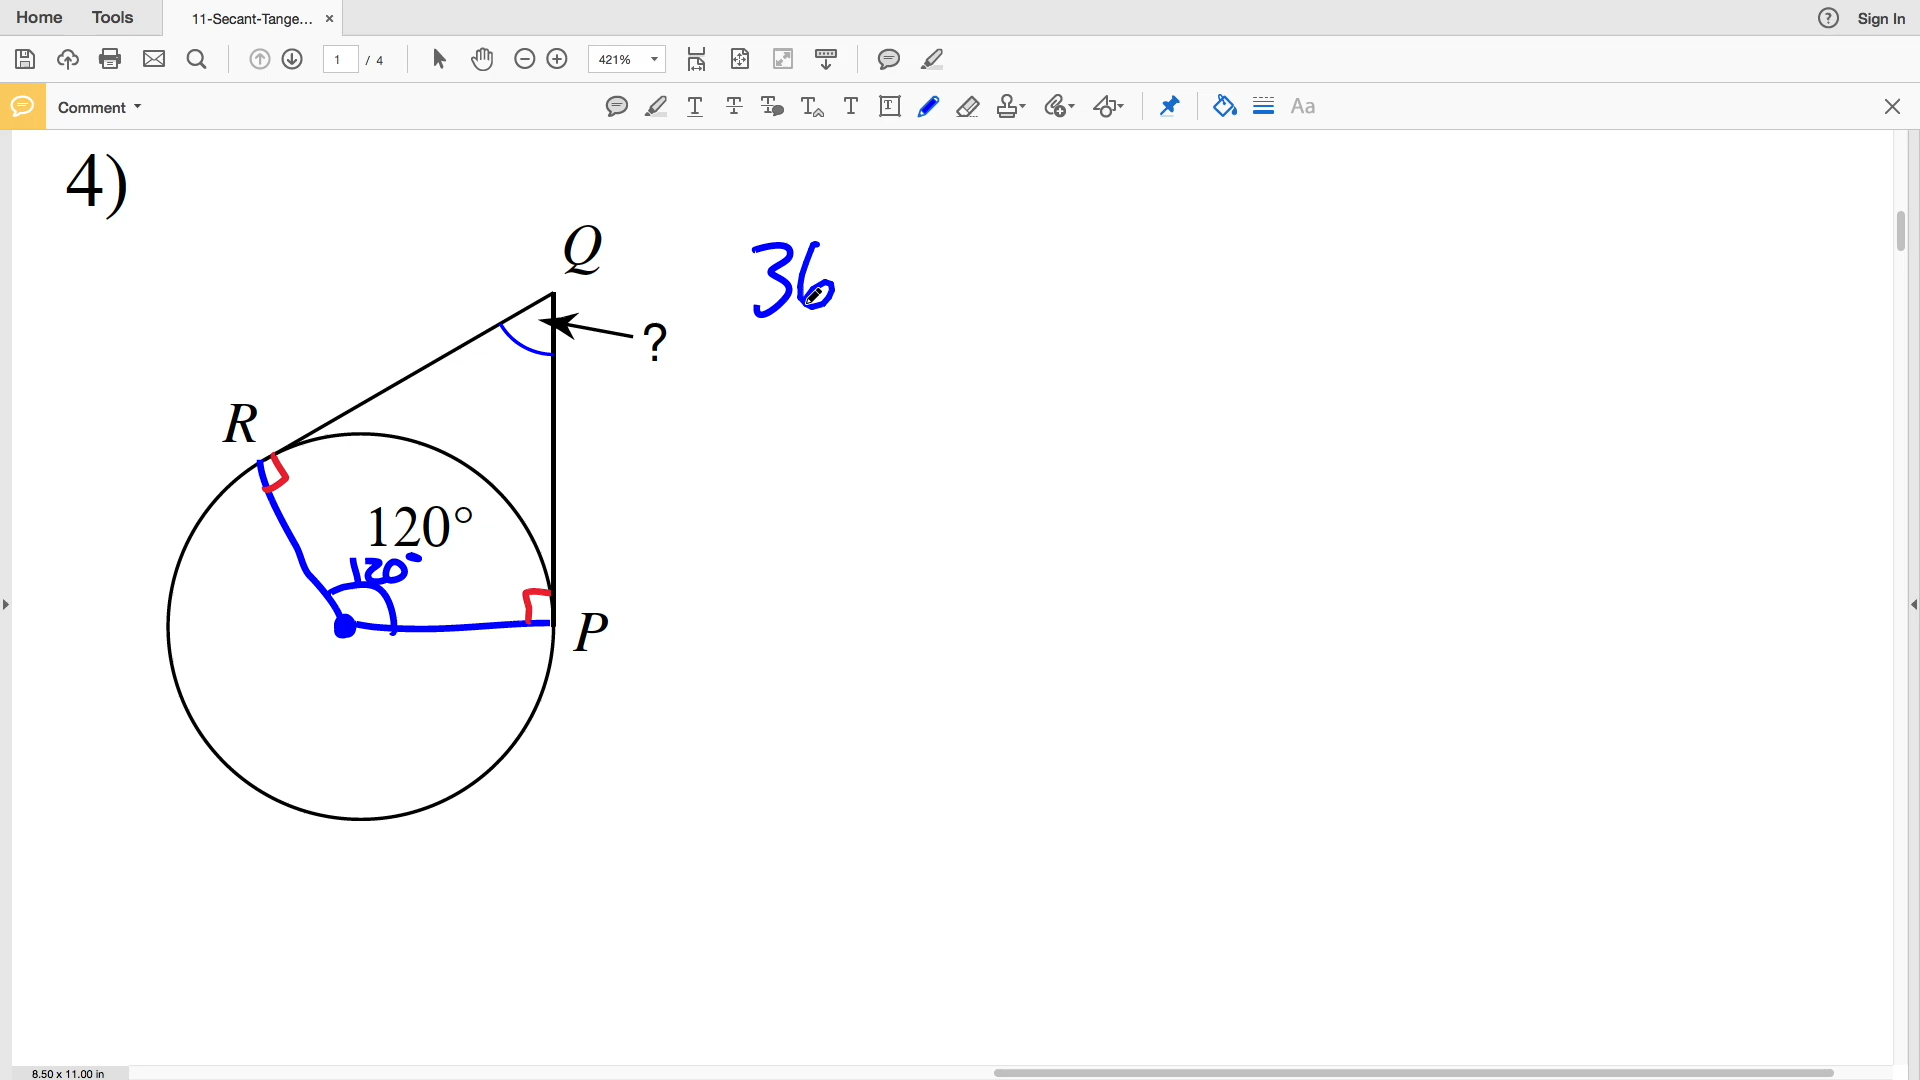 Home Tools 11-Secant-Tange... × ? Sign In
1 / 4 421%
Comment T T T T T T Aa
4)
Q
36
?
R
120°
120°
P
8.50 x 11.00 in